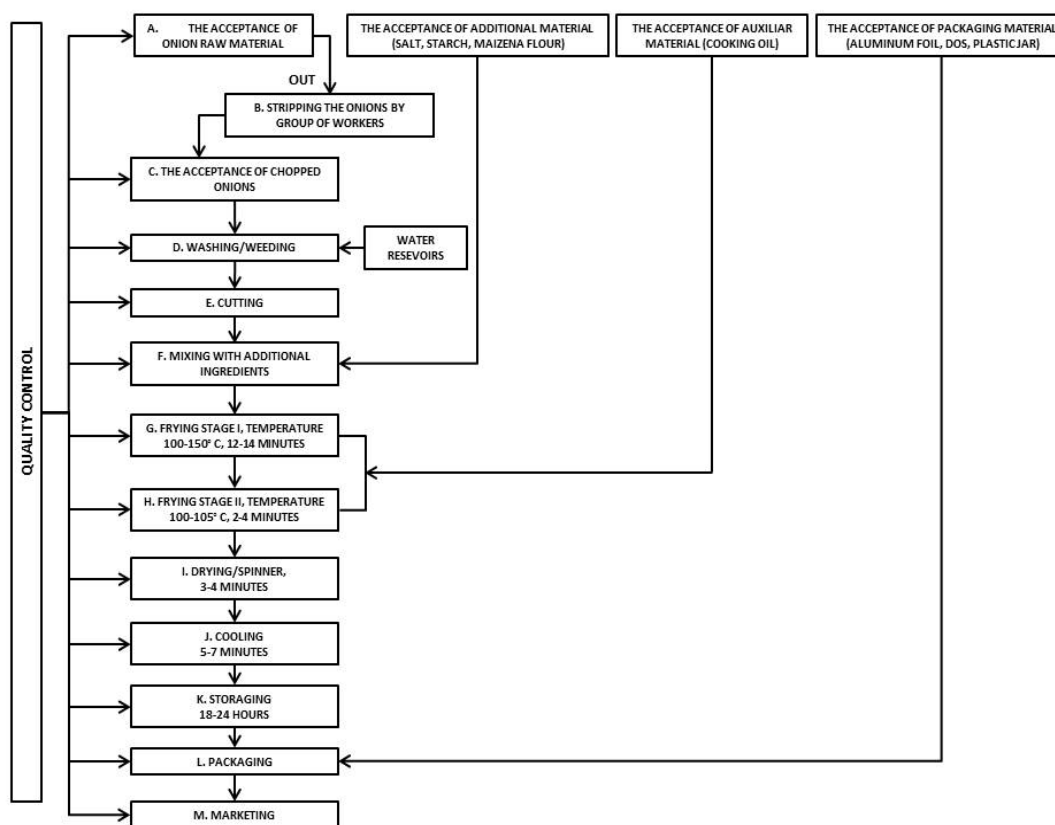 A. THE ACCEPTANCE OF
ONION RAW MATERIAL
THE ACCEPTANCE OF ADDITIONAL MATERIAL
(SALT, STARCH, MAIZENA FLOUR)
THE ACCEPTANCE OF AUXILIAR
MATERIAL (COOKING OIL)
THE ACCEPTANCE OF PACKAGING MATERIAL
(ALUMINUM FOIL, DOS, PLASTIC JAR)
OUT
B. STRIPPING THE ONIONS BY
GROUP OF WORKERS
C. THE ACCEPTANCE OF CHOPPED
ONIONS
D. WASHING/WEEDING
WATER
RESEVOIRS
E. CUTTING
F. MIXING WITH ADDITIONAL
INGREDIENTS
QUALITY CONTROL
G. FRYING STAGE I, TEMPERATURE
100-150° C, 12-14 MINUTES
H. FRYING STAGE II, TEMPERATURE
100-105° C, 2-4 MINUTES
I. DRYING/SPINNER,
3-4 MINUTES
J. COOLING
5-7 MINUTES
K. STORAGING
18-24 HOURS
L. PACKAGING
M. MARKETING